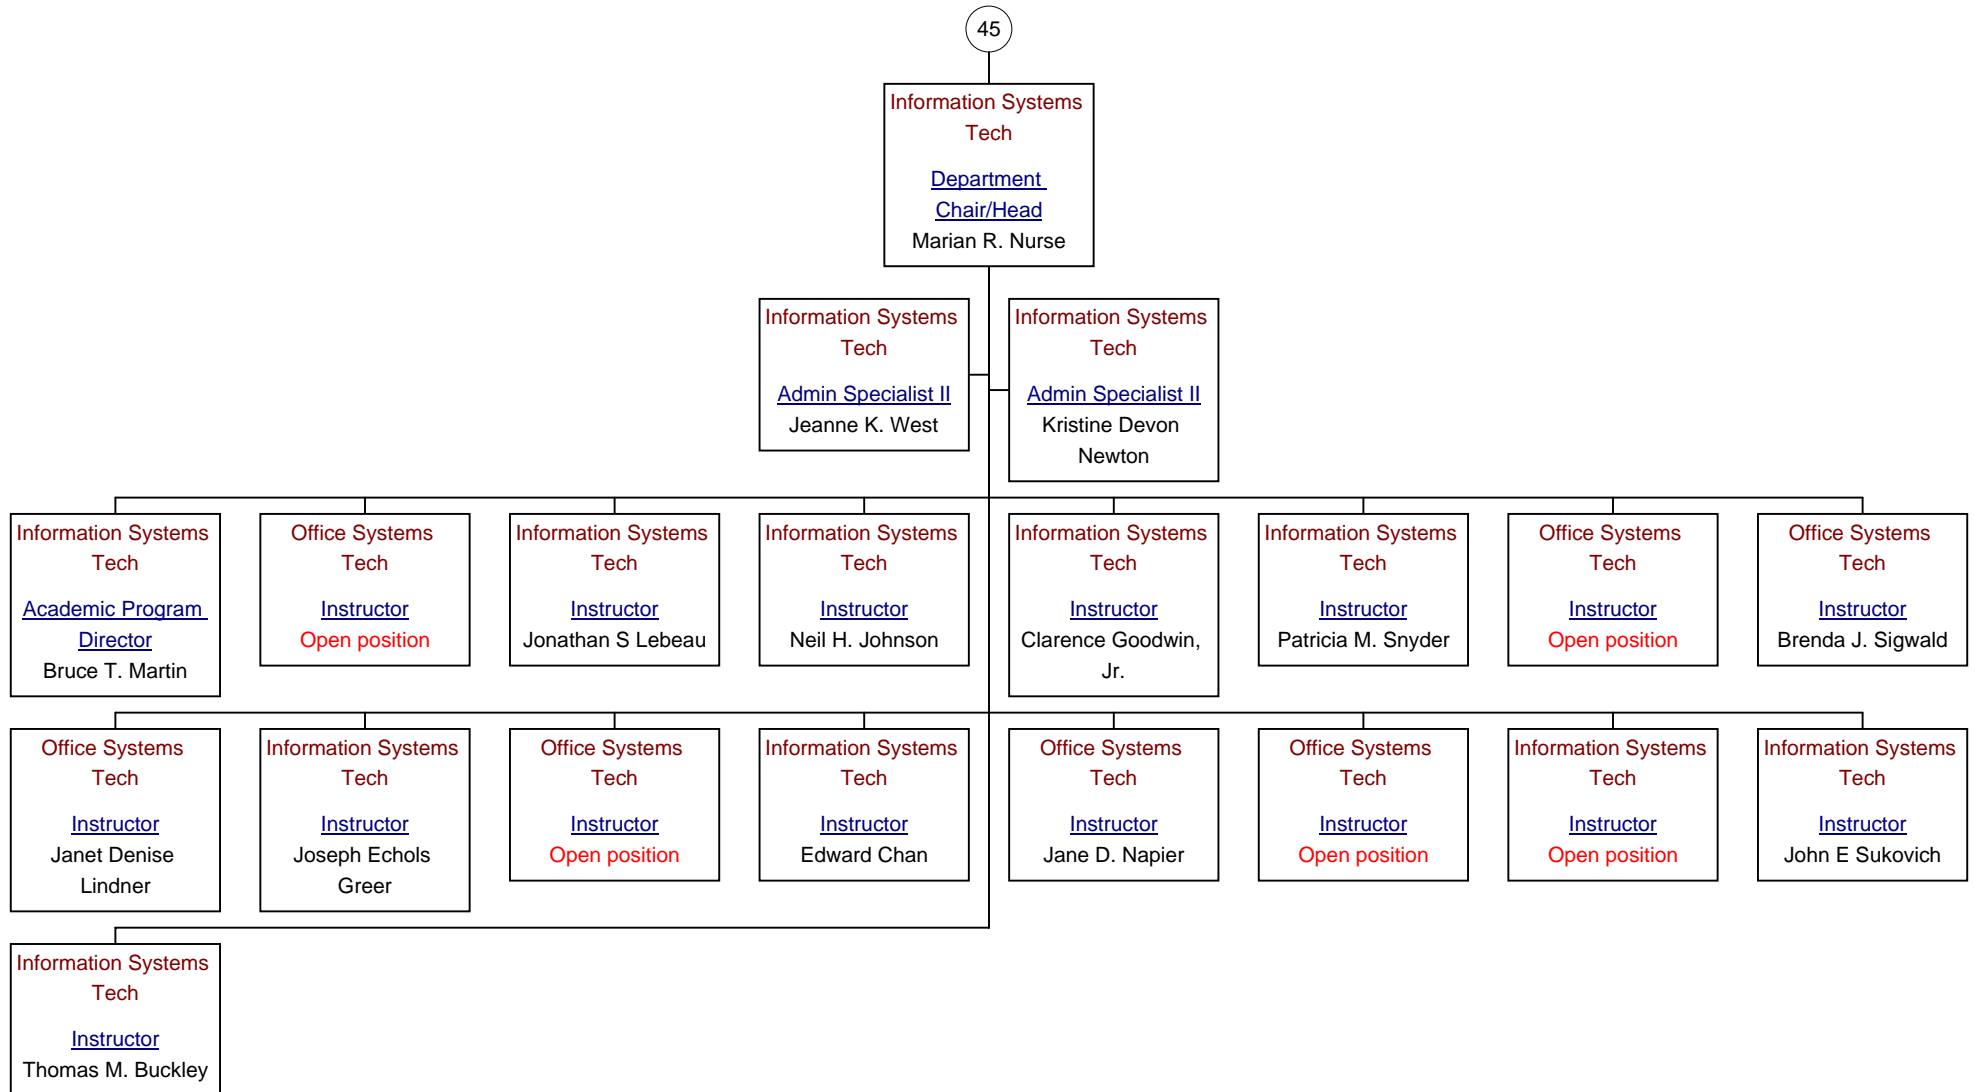 45
Information Systems
Tech
Department
Chair/Head
Marian R. Nurse
Information Systems
Tech
Admin Specialist II
Jeanne K. West
Information Systems
Tech
Admin Specialist II
Kristine Devon
Newton
Information Systems
Tech
Academic Program
Director
Bruce T. Martin
Office Systems
Tech
Instructor
Open position
Information Systems
Tech
Instructor
Jonathan S Lebeau
Information Systems
Tech
Instructor
Neil H. Johnson
Information Systems
Tech
Instructor
Clarence Goodwin,
Jr.
Information Systems
Tech
Instructor
Patricia M. Snyder
Office Systems
Tech
Instructor
Open position
Office Systems
Tech
Instructor
Brenda J. Sigwald
Office Systems
Tech
Instructor
Janet Denise
Lindner
Information Systems
Tech
Instructor
Joseph Echols
Greer
Office Systems
Tech
Instructor
Open position
Information Systems
Tech
Instructor
Edward Chan
Office Systems
Tech
Instructor
Jane D. Napier
Office Systems
Tech
Instructor
Open position
Information Systems
Tech
Instructor
Open position
Information Systems
Tech
Instructor
John E Sukovich
Information Systems
Tech
Instructor
Thomas M. Buckley